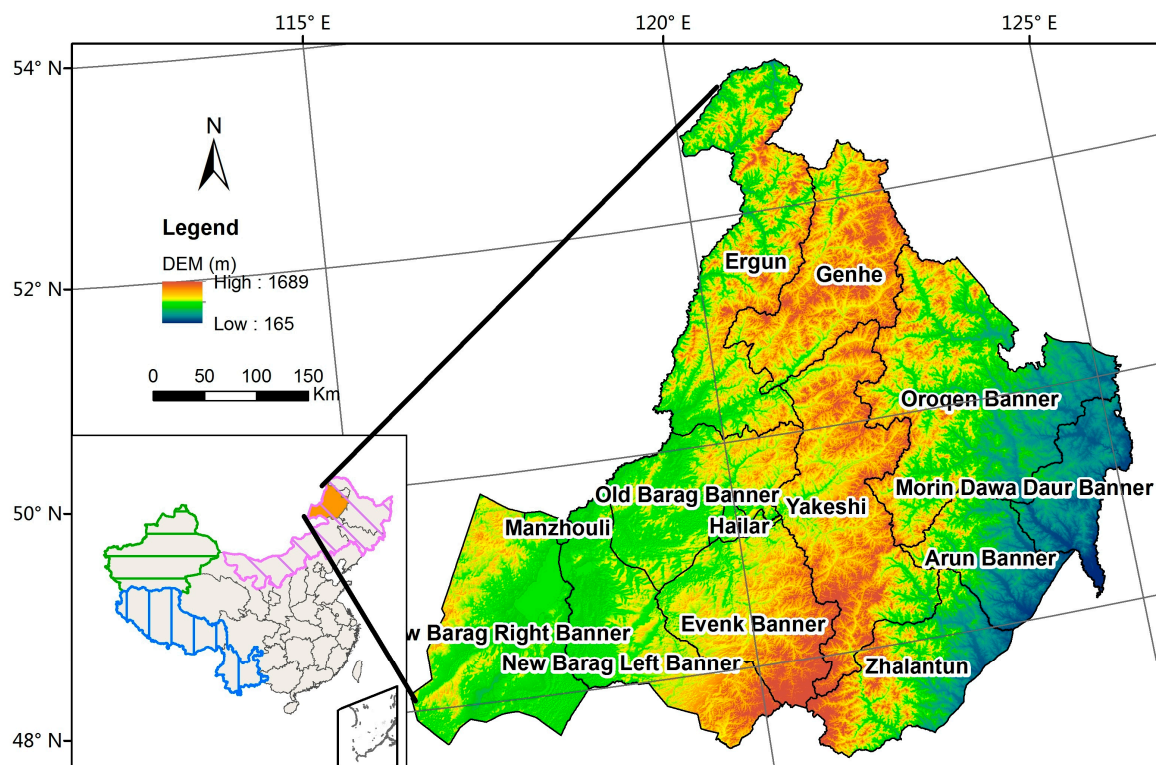 115° E 120° E 125° E
54° N
N
Legend
DEM (m)
High : 1689
Low : 165
52° N
0 50 100 150
Km
50° N
48° N
Ergun
Genhe
Oroqen Banner
Old Barag Banner
Yakeshi
Morin Dawa Daur Banner
Manzhouli
Hailar
Arun Banner
Evenk Banner
w Barag Right Banner
New Barag Left Banner
Zhalantun